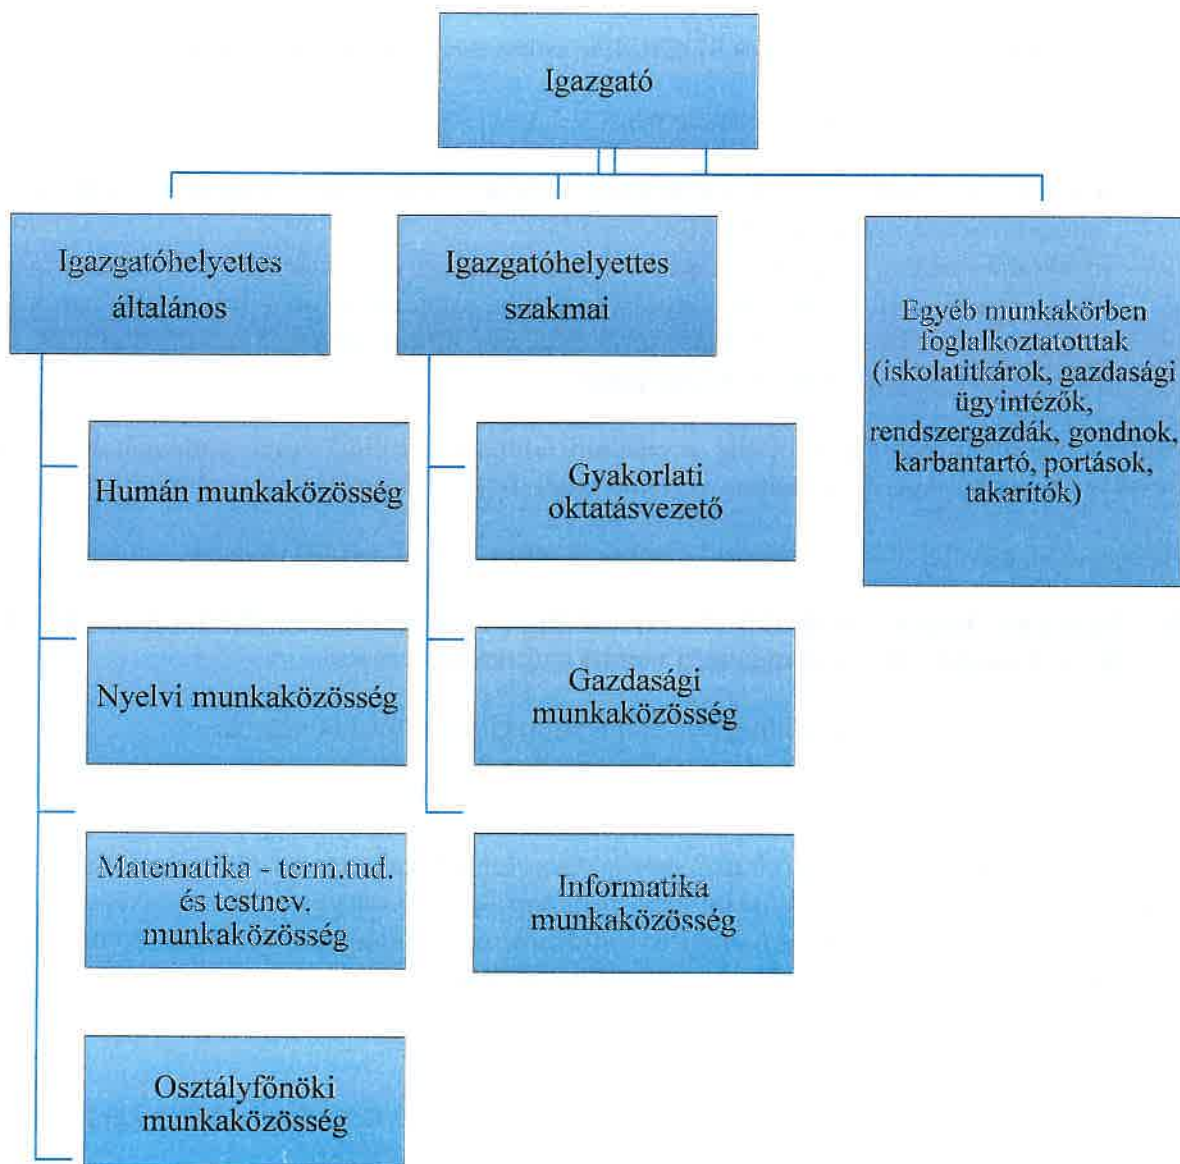 Igazgató
Igazgatóhelyettes
általános
Igazgatóhelyettes
szakmai
Egyéb munkakörben
foglalkoztatotttak
(iskolatitkárok, gazdasági
ügyintézők,
rendszergazdák, gondnok,
karbantartó, portások,
takarítók)
Humán munkaközösség
Gyakorlati
oktatásvezető
Nyelvi munkaközösség
Gazdasági
munkaközösség
Matematika - term.tud.
és testnev.
munkaközösség
Informatika
munkaközösség
Osztályfőnöki
munkaközösség